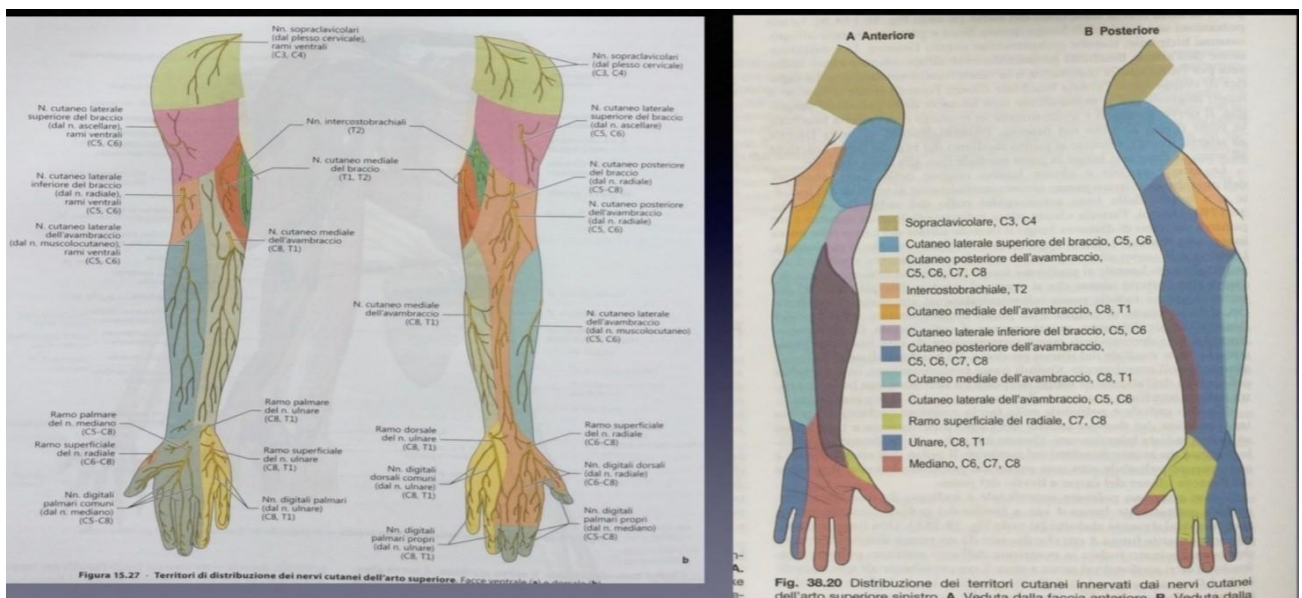 Nn. sopraclavicolari
(dal plesso cervicale),
rami ventrali
(C3, C4)
N. cutaneo laterale
superiore del braccio
(dal n. ascellare),
rami ventrali
(C5, C6)
N. cutaneo laterale
inferiore del braccio
(dal n. radiale),
rami ventrali
(C5, C6)
N. cutaneo laterale
dell'avambraccio
(dal n. muscolocutaneo),
rami ventrali
(C5, C6)
Nn. intercostobrachiali
(T2)
N. cutaneo mediale
del braccio
(T1, T2)
N. cutaneo mediale
dell'avambraccio
(C8, T1)
Ramo palmare
del n. mediano
(C5-C8)
Ramo superficiale
del n. radiale
(C6-C8)
Nn. digitali
palmari comuni
(dal n. mediano)
(C5-C8)
Ramo palmare
del n. ulnare
(C8, T1)
Ramo superficiale
del n. ulnare
(C8, T1)
Nn. digitali palmari
(dal n. ulnare)
(C8, T1)
Nn. sopraclavicolari
(dal plesso cervicale)
(C3, C4)
N. cutaneo laterale
superiore del braccio
(dal n. ascellare)
(C5, C6)
N. cutaneo posteriore
del braccio
(dal n. radiale)
(C5-C8)
N. cutaneo posteriore
dell'avambraccio
(dal n. radiale)
(C5, C6)
N. cutaneo mediale
dell'avambraccio
(C8, T1)
N. cutaneo laterale
dell'avambraccio
(dal n. muscolocutaneo)
(C5, C6)
Ramo dorsale
del n. ulnare
(C8, T1)
Nn. digitali
dorsali comuni
(dal n. ulnare)
(C8, T1)
Nn. digitali
palmari propri
(dal n. ulnare)
(C8, T1)
Ramo superficiale
del n. radiale
(C6-C8)
Nn. digitali dorsali
(dal n. radiale)
(C6-C8)
Nn. digitali
palmari propri
(dal n. mediano)
(C5-C8)
b
Figura 15.27 - Territori di distribuzione dei nervi cutanei dell'arto superiore. Facce ventrale (a) e dorsale (b).
A Anteriore
B Posteriore
Sopraclavicolare, C3, C4
Cutaneo laterale superiore del braccio, C5, C6
Cutaneo posteriore dell'avambraccio,
C5, C6, C7, C8
Intercostobrachiale, T2
Cutaneo mediale dell'avambraccio, C8, T1
Cutaneo laterale inferiore del braccio, C5, C6
Cutaneo posteriore dell'avambraccio,
C5, C6, C7, C8
Cutaneo mediale dell'avambraccio, C8, T1
Cutaneo laterale dell'avambraccio, C5, C6
Ramo superficiale del radiale, C7, C8
Ulnare, C8, T1
Mediano, C6, C7, C8
Fig. 38.20 Distribuzione dei territori cutanei innervati dai nervi cutanei
dell'arto superiore sinistro. A Veduta dalla faccia anteriore. B Veduta dalla